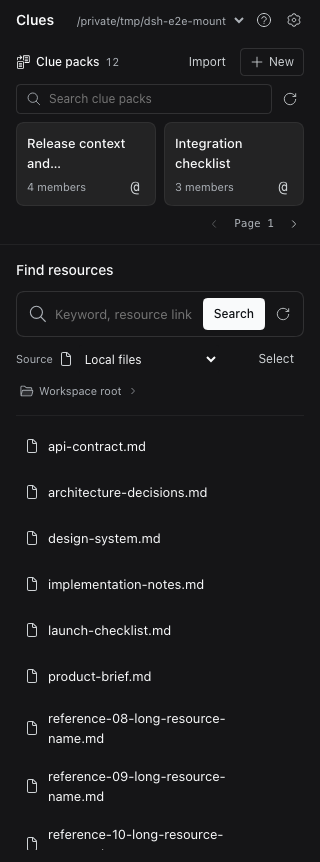 Clues /private/tmp/dsh-e2e-mount
Clue packs 12 Import + New
Search clue packs
Release context and...
4 members @
Integration checklist
3 members @
Page 1
Find resources
Keyword, resource link Search
Source Local files Select
Workspace root
api-contract.md
architecture-decisions.md
design-system.md
implementation-notes.md
launch-checklist.md
product-brief.md
reference-08-long-resource-
name.md
reference-09-long-resource-
name.md
reference-10-long-resource-